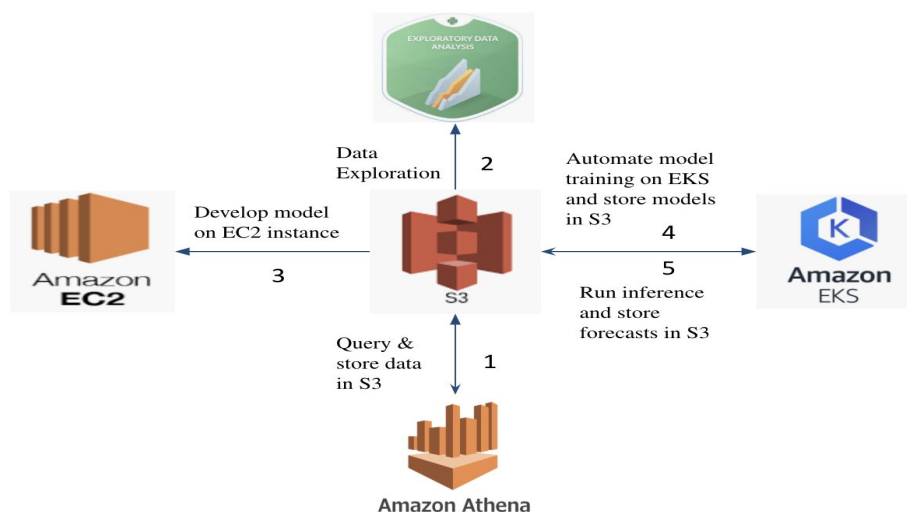 EXPLORATORY DATA
ANALYSIS
Data
Exploration
2
Automate model
training on EKS
and store models
in S3
4
Develop model
on EC2 instance
3
Amazon
EC2
S3
K
Amazon
EKS
5
Run inference
and store
forecasts in S3
Query &
store data
in S3
1
Amazon Athena